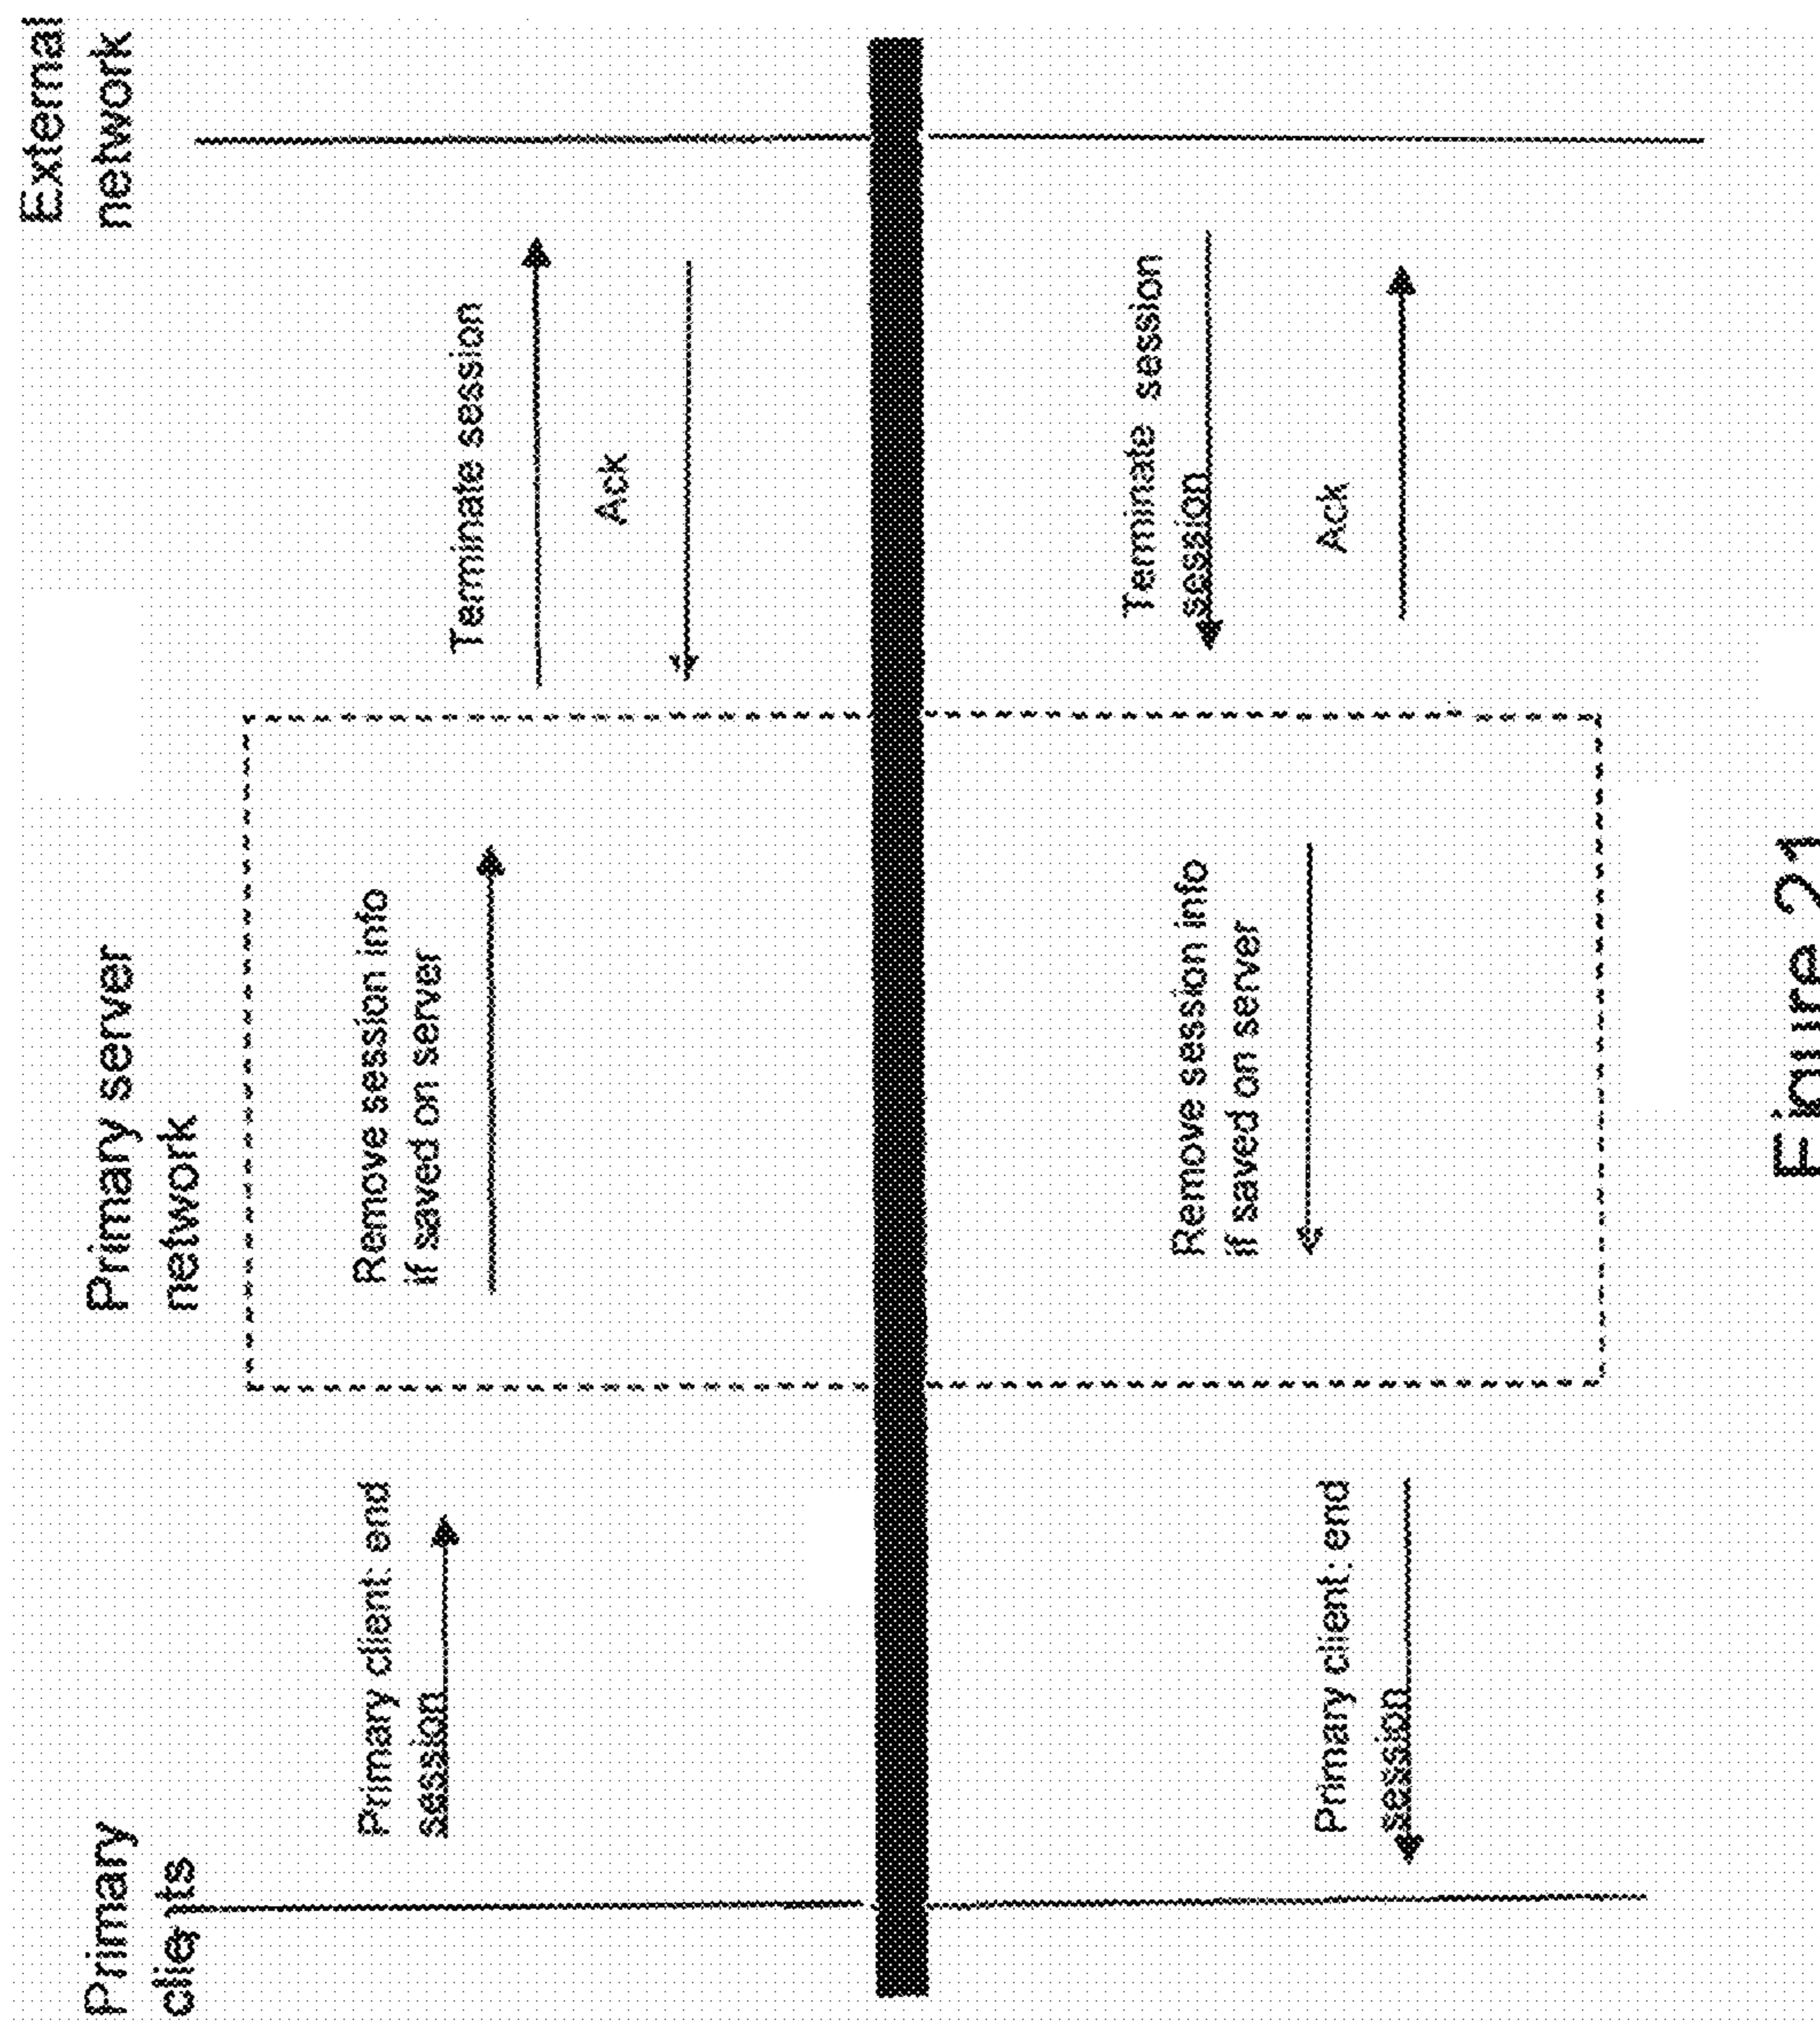 Primary
clients
Primary server
network
External
network
Primary client: end
session
Remove session info
if saved on server
Terminate session
Ack
Terminate session
session
Ack
Remove session info
if saved on server
Primary client: end
session
Figure 21